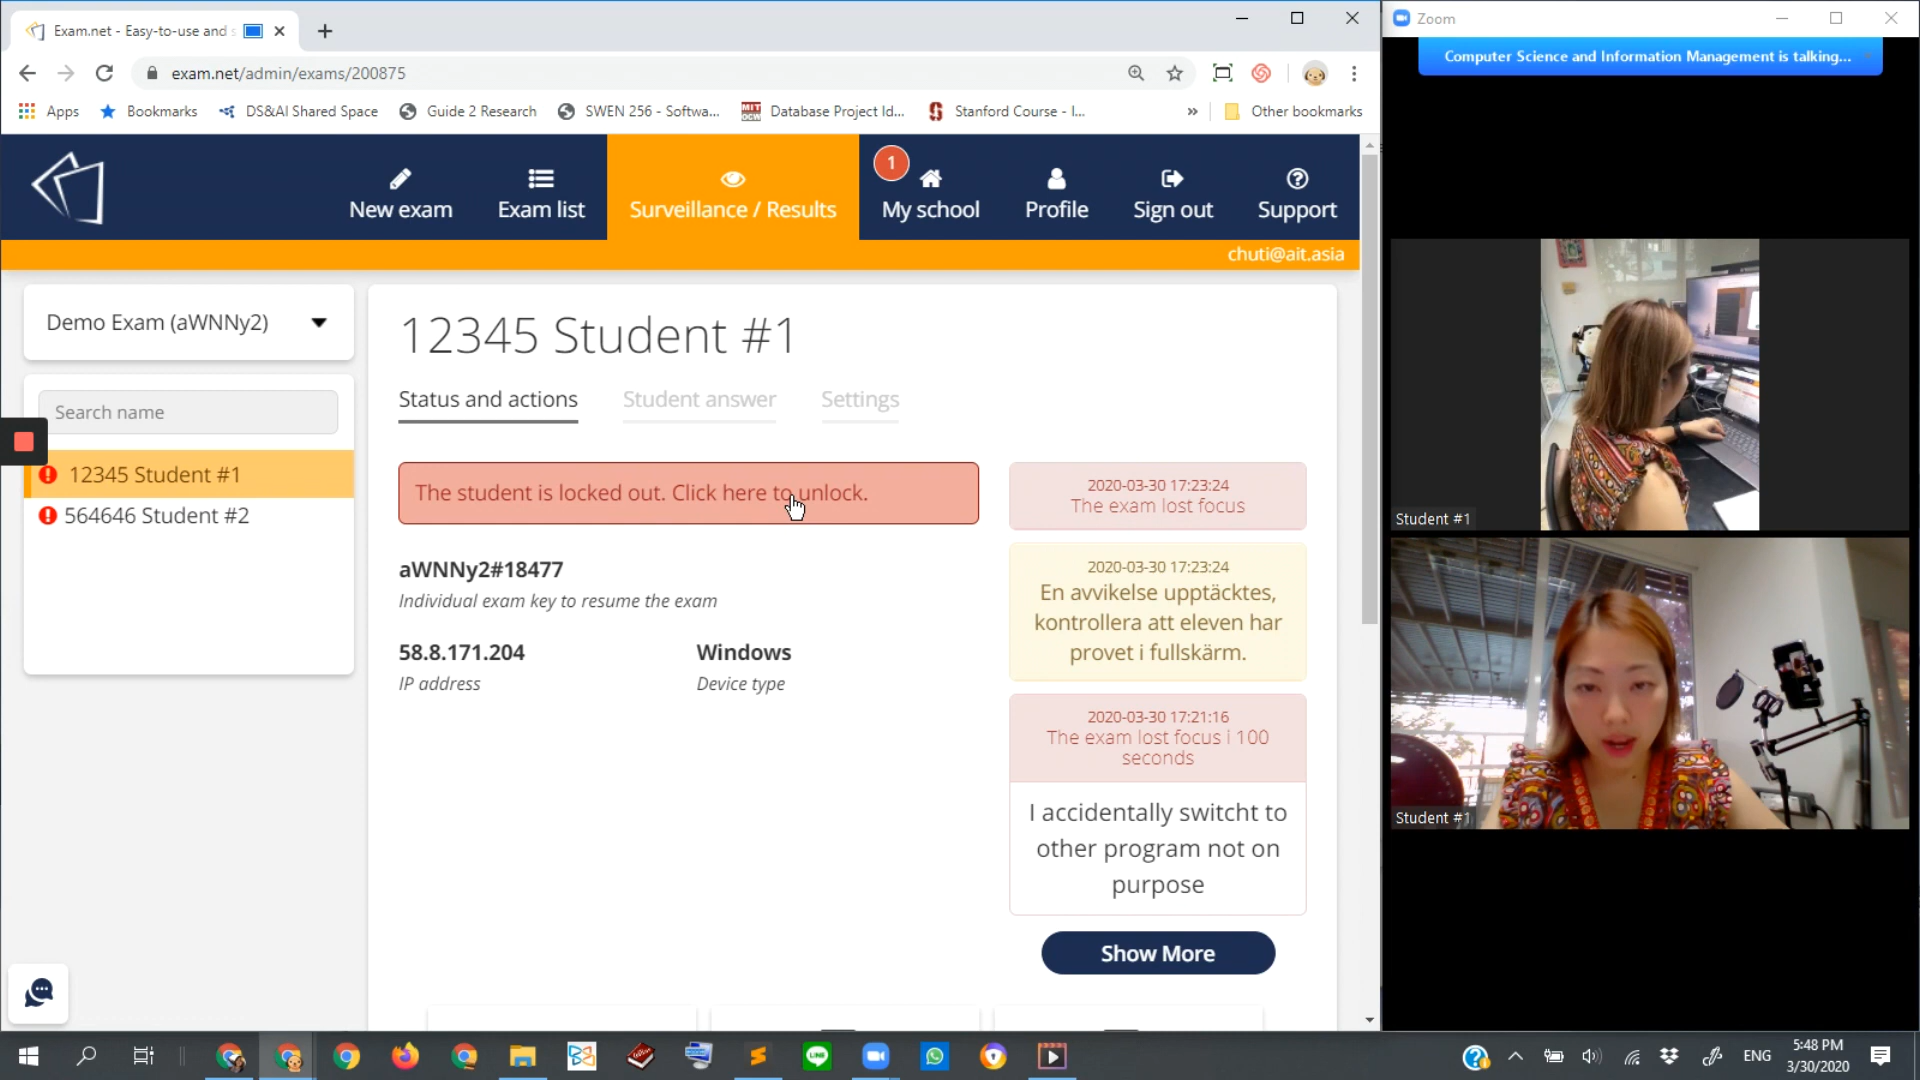 Exam.net - Easy-to-use and s
exam.net/admin/exams/200875
Apps
Bookmarks
DS&AI Shared Space
Guide 2 Research
SWEN 256 - Softwa...
MIT
OCW
Database Project Id...
Stanford Course - I...
»
Other bookmarks
New exam
Exam list
Surveillance / Results
1
My school
Profile
Sign out
Support
chuti@ait.asia
Demo Exam (aWNNy2)
Search name
12345 Student #1
564646 Student #2
12345 Student #1
Status and actions
Student answer
Settings
The student is locked out. Click here to unlock.
aWNNy2#18477
Individual exam key to resume the exam
58.8.171.204
IP address
Windows
Device type
2020-03-30 17:23:24
The exam lost focus
2020-03-30 17:23:24
En avvikelse upptäcktes,
kontrollera att eleven har
provet i fullskärm.
2020-03-30 17:21:16
The exam lost focus i 100
seconds
I accidentally switcht to
other program not on
purpose
Show More
Zoom
Computer Science and Information Management is talking...
Student #1
Student #1
LINE
ENG
5:48 PM
3/30/2020